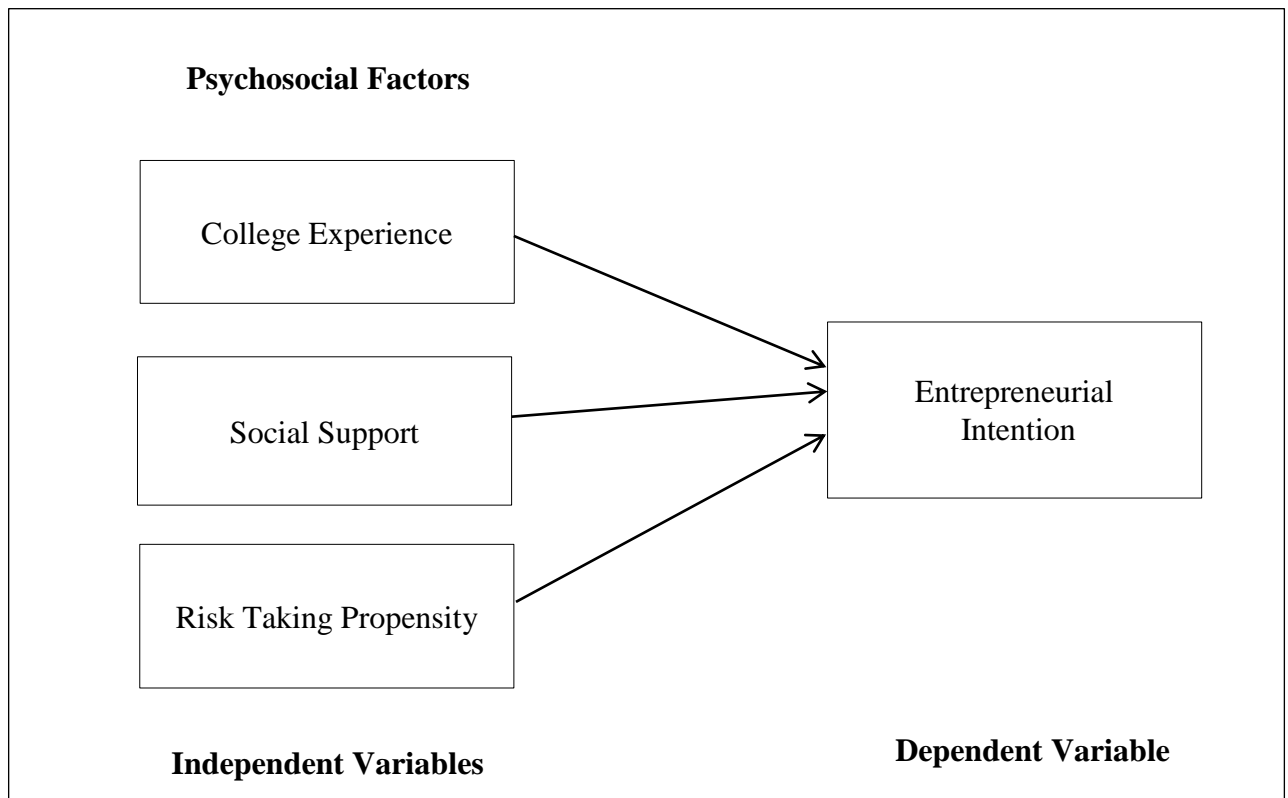 Psychosocial Factors
College Experience
Social Support
Risk Taking Propensity
Entrepreneurial
Intention
Independent Variables
Dependent Variable